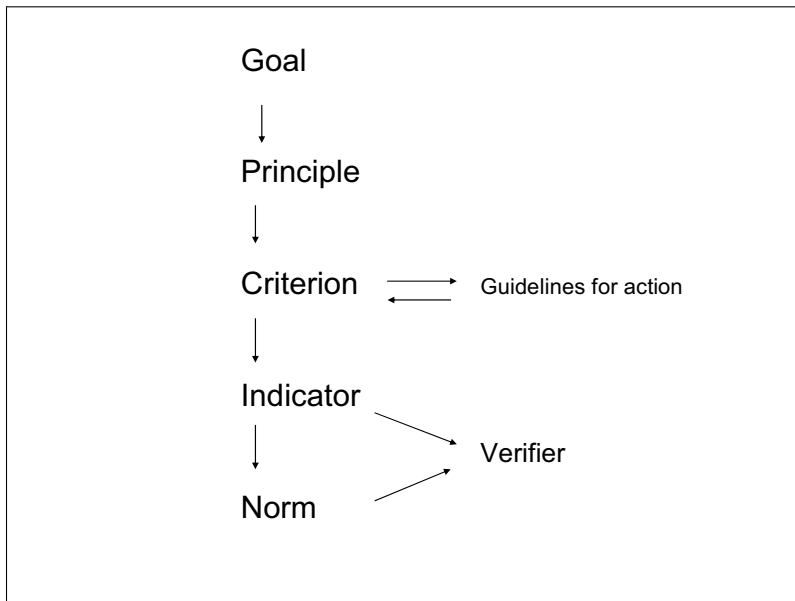 Goal
Principle
Criterion
Guidelines for action
Indicator
Verifier
Norm